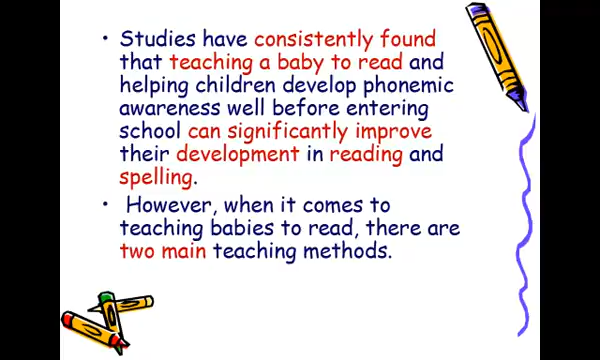 • Studies have consistently found
that teaching a baby to read and
helping children develop phonemic
awareness well before entering
school can significantly improve
their development in reading and
spelling.
• However, when it comes to
teaching babies to read, there are
two main teaching methods.